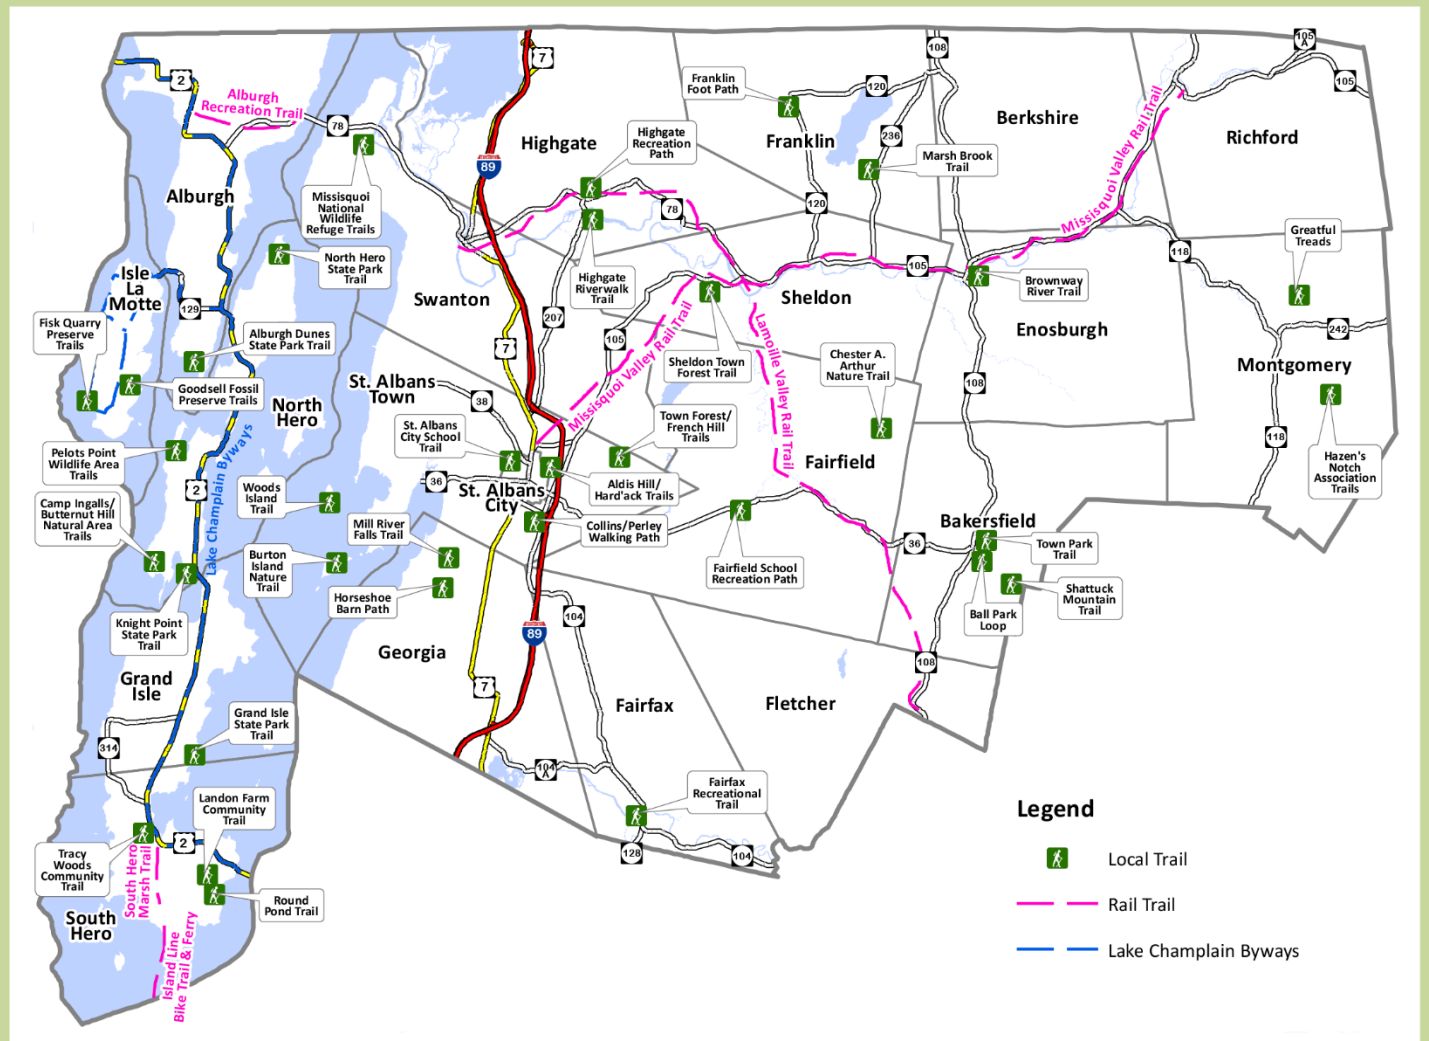 2
Alburgh
Recreation Trail
78
Alburgh
Missisquoi
National
Wildlife
Refuge Trails
North Hero
State Park
Trail
Isle
La
Motte
129
Fisk Quarry
Preserve
Trails
Alburgh Dunes
State Park Trail
Goodsell Fossil
Preserve Trails
North
Hero
Pelots Point
Wildlife Area
Trails
2
Lake Champlain Byways
Camp Ingalls/
Butternut Hill
Natural Area
Trails
Woods
Island
Trail
Burton
Island
Nature
Trail
Knight Point
State Park
Trail
Grand
Isle
314
Grand Isle
State Park
Trail
Landon Farm
Community
Trail
2
Tracy
Woods
Community
Trail
South Hero
Marsh Trail
Round
Pond Trail
South
Hero
Island Line
Bike Trail & Ferry
7
89
Highgate
Highgate
Recreation
Path
78
Highgate
Riverwalk
Trail
Swanton
207
7
105
Missisquoi Valley Rail Trail
St. Albans
Town
38
St. Albans
City School
Trail
36
St. Albans
City
Town Forest/
French Hill
Trails
Aldis Hill/
Hard'ack Trails
Collins/Perley
Walking Path
Mill River
Falls Trail
Horseshoe
Barn Path
Georgia
89
7
104
104
A
Fairfax
Fairfax
Recreational
Trail
128
104
Fletcher
Franklin
Foot Path
120
108
Franklin
236
Marsh Brook
Trail
120
105
Sheldon
Sheldon Town
Forest Trail
Lamoille Valley Rail Trail
Chester A.
Arthur
Nature Trail
Fairfield
Fairfield School
Recreation Path
36
Berkshire
Missisquoi Valley Rail Trail
105
A
105
Richford
118
Brownway
River Trail
Enosburgh
108
Greatful
Treads
242
Montgomery
118
Hazen's
Notch
Association
Trails
Bakersfield
Town Park
Trail
Shattuck
Mountain
Trail
Ball Park
Loop
108
Legend
Local Trail
Rail Trail
Lake Champlain Byways